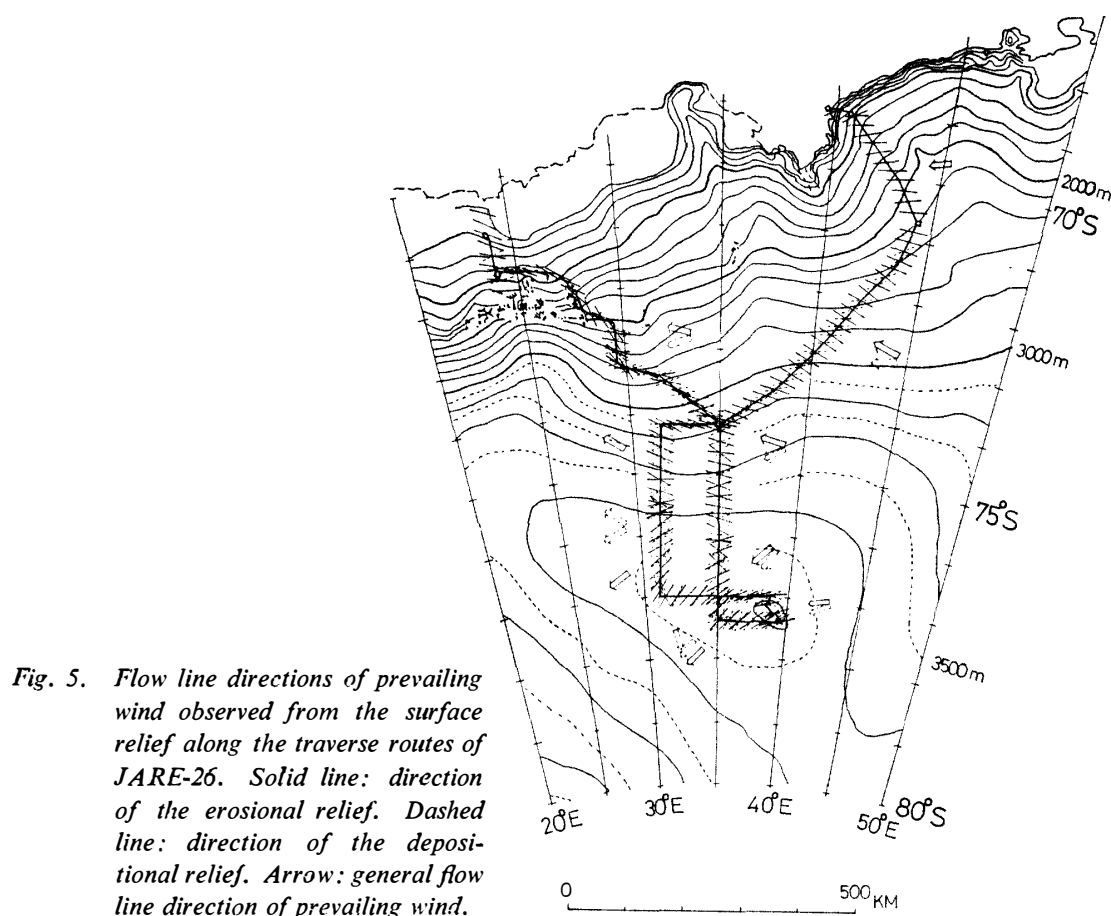 2000m
70°S
3000m
75°S
3500m
80°S
20°E
30°E
40°E
50°E
0
500 KM
Fig. 5. Flow line directions of prevailing
wind observed from the surface
relief along the traverse routes of
JARE-26. Solid line: direction
of the erosional relief. Dashed
line: direction of the deposi-
tional relief. Arrow: general flow
line direction of prevailing wind.